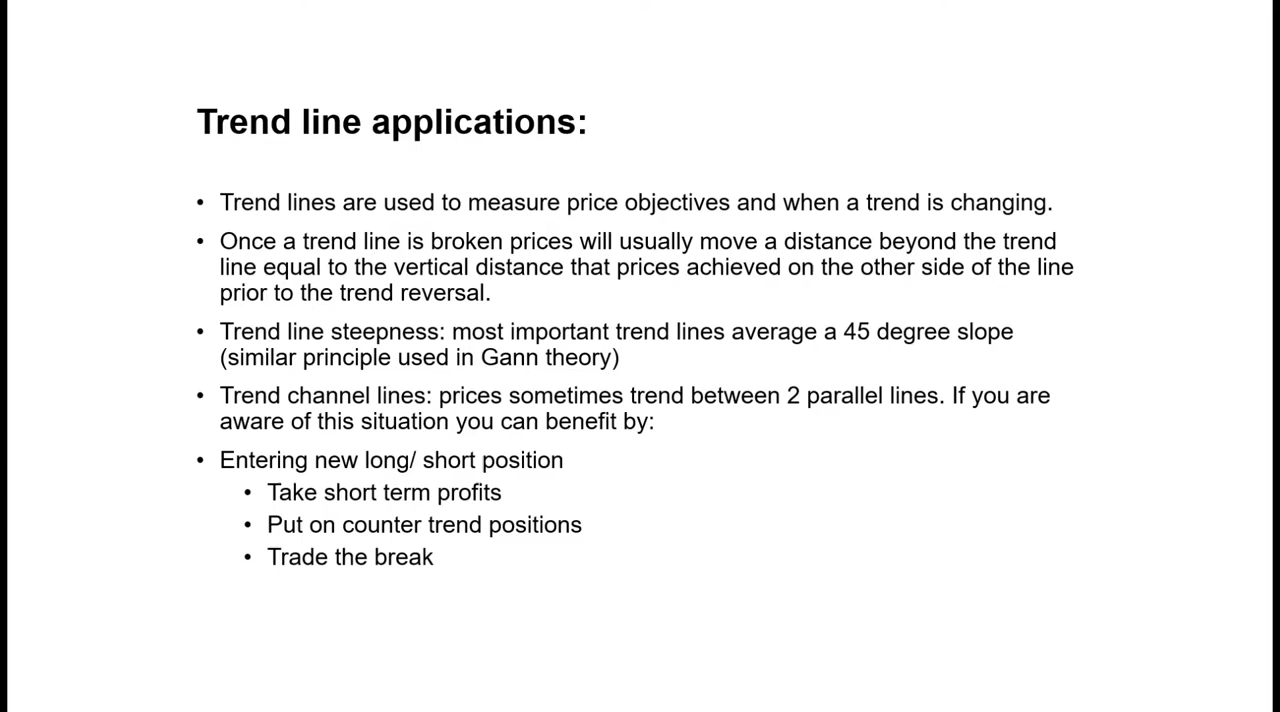 Trend line applications:
• Trend lines are used to measure price objectives and when a trend is changing.
• Once a trend line is broken prices will usually move a distance beyond the trend
line equal to the vertical distance that prices achieved on the other side of the line
prior to the trend reversal.
• Trend line steepness: most important trend lines average a 45 degree slope
(similar principle used in Gann theory)
• Trend channel lines: prices sometimes trend between 2 parallel lines. If you are
aware of this situation you can benefit by:
• Entering new long/ short position
• Take short term profits
• Put on counter trend positions
• Trade the break